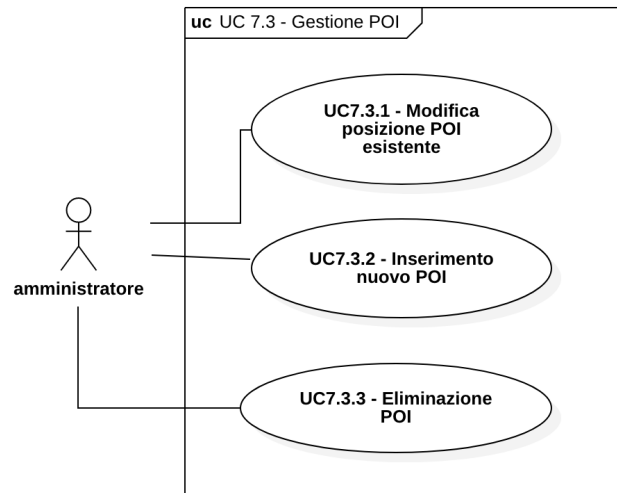 uc UC 7.3 - Gestione POI
UC7.3.1 - Modifica
posizione POI
esistente
UC7.3.2 - Inserimento
nuovo POI
amministratore
UC7.3.3 - Eliminazione
POI